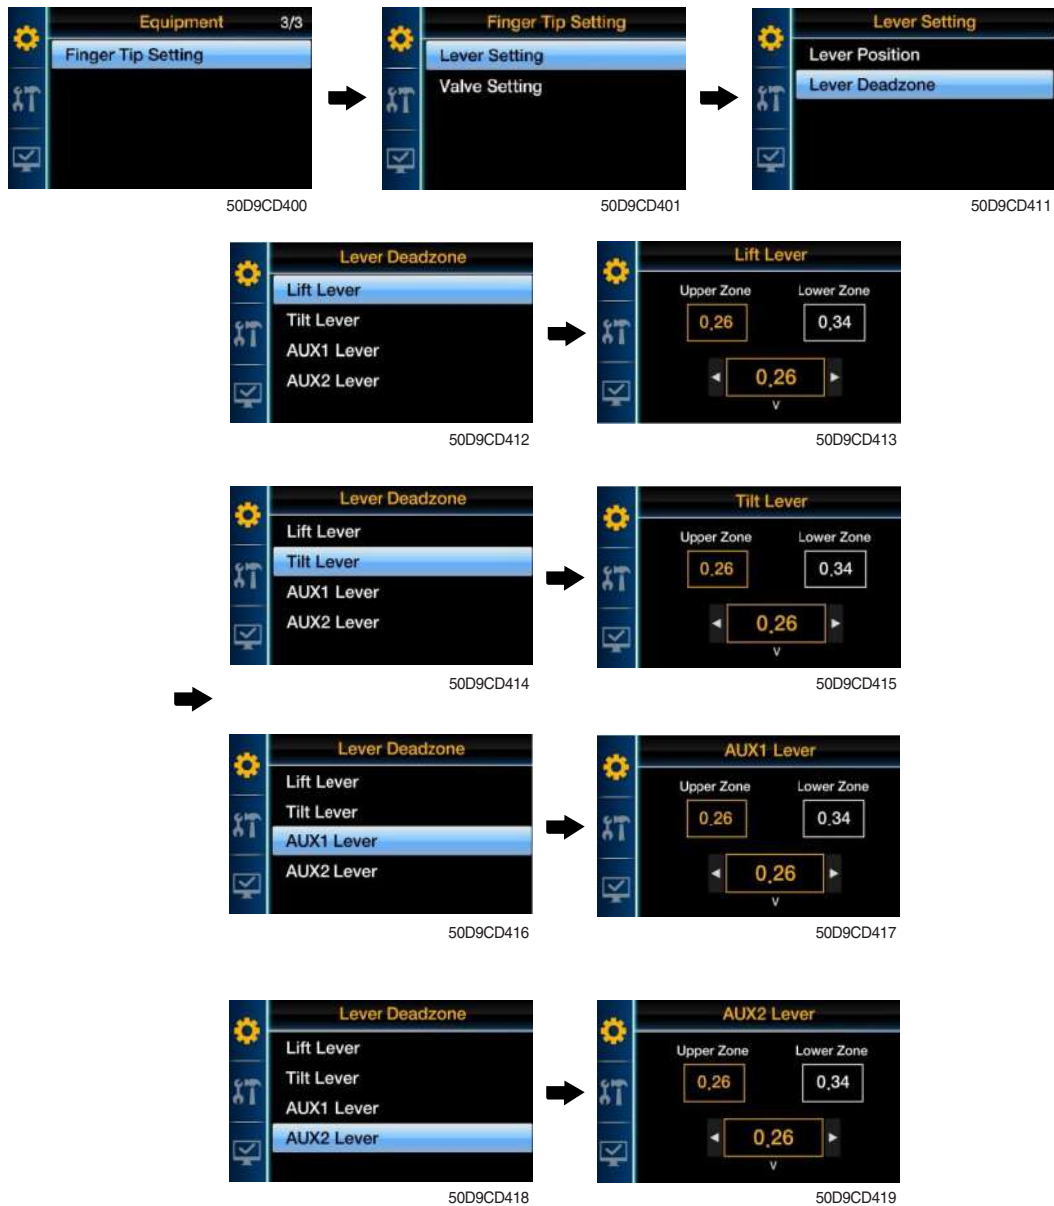 Equipment 3/3
Finger Tip Setting
50D9CD400
Finger Tip Setting
Lever Setting
Valve Setting
50D9CD401
Lever Setting
Lever Position
Lever Deadzone
50D9CD411
Lever Deadzone
Lift Lever
Tilt Lever
AUX1 Lever
AUX2 Lever
50D9CD412
Lift Lever
Upper Zone Lower Zone
0.26 0.34
0.26
V
50D9CD413
Lever Deadzone
Lift Lever
Tilt Lever
AUX1 Lever
AUX2 Lever
50D9CD414
Tilt Lever
Upper Zone Lower Zone
0.26 0.34
0.26
V
50D9CD415
Lever Deadzone
Lift Lever
Tilt Lever
AUX1 Lever
AUX2 Lever
50D9CD416
AUX1 Lever
Upper Zone Lower Zone
0.26 0.34
0.26
V
50D9CD417
Lever Deadzone
Lift Lever
Tilt Lever
AUX1 Lever
AUX2 Lever
50D9CD418
AUX2 Lever
Upper Zone Lower Zone
0.26 0.34
0.26
V
50D9CD419